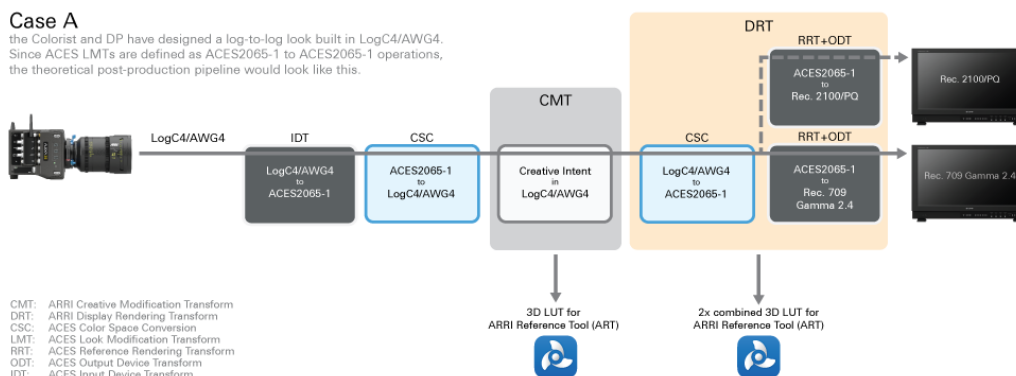 Case A
the Colorist and DP have designed a log-to-log look built in LogC4/AWG4.
Since ACES LMTs are defined as ACES2065-1 to ACES2065-1 operations,
the theoretical post-production pipeline would look like this.
DRT
RRT+ODT
ACES2065-1
to
Rec. 2100/PQ
Rec. 2100/PQ
CMT
LogC4/AWG4
IDT
CSC
CSC
RRT+ODT
LogC4/AWG4
to
ACES2065-1
ACES2065-1
to
LogC4/AWG4
Creative Intent
in
LogC4/AWG4
LogC4/AWG4
to
ACES2065-1
ACES2065-1
to
Rec. 709
Gamma 2.4
Rec. 709 Gamma 2.4
3D LUT for
ARRI Reference Tool (ART)
2x combined 3D LUT for
ARRI Reference Tool (ART)
CMT: ARRI Creative Modification Transform
DRT: ARRI Display Rendering Transform
CSC: ACES Color Space Conversion
LMT: ACES Look Modification Transform
RRT: ACES Reference Rendering Transform
ODT: ACES Output Device Transform
IDT: ACES Input Device Transform